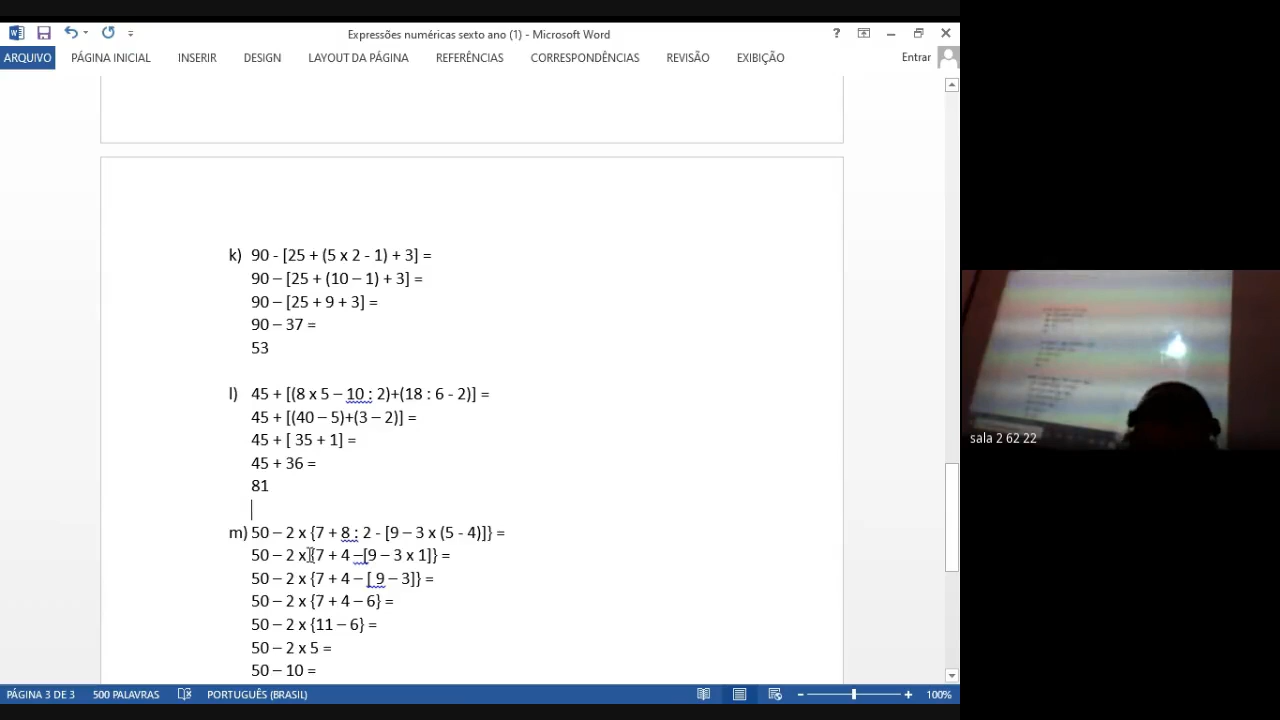 Expressões numéricas sexto ano (1) - Microsoft Word
?
ARQUIVO PÁGINA INICIAL INSERIR DESIGN LAYOUT DA PÁGINA REFERÊNCIAS CORRESPONDÊNCIAS REVISÃO EXIBIÇÃO Entrar
k) 90 - [25 + (5 x 2 - 1) + 3] =
90 – [25 + (10 – 1) + 3] =
90 – [25 + 9 + 3] =
90 – 37 =
53
l) 45 + [(8 x 5 – 10 : 2)+(18 : 6 - 2)] =
45 + [(40 – 5)+(3 – 2)] =
45 + [ 35 + 1] =
45 + 36 =
81
m) 50 – 2 x {7 + 8 : 2 - [9 – 3 x (5 - 4)]} =
50 – 2 x {7 + 4 –[9 – 3 x 1]} =
50 – 2 x {7 + 4 – [ 9 – 3]} =
50 – 2 x {7 + 4 – 6} =
50 – 2 x {11 – 6} =
50 – 2 x 5 =
50 – 10 =
PÁGINA 3 DE 3 500 PALAVRAS PORTUGUÊS (BRASIL) 100%
sala 2 62 22